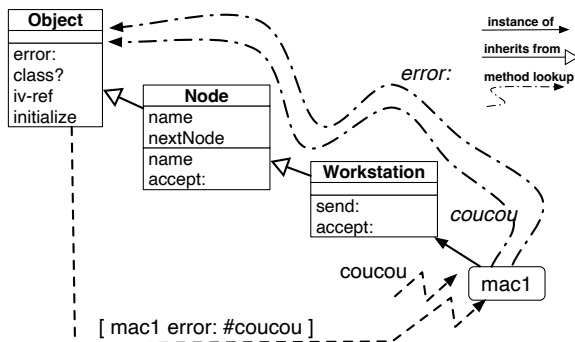 Object
error:
class?
iv-ref
initialize
Node
name
nextNode
name
accept:
Workstation
send:
accept:
instance of
inherits from
method lookup
error:
coucou
coucou
mac1
[ mac1 error: #coucou ]